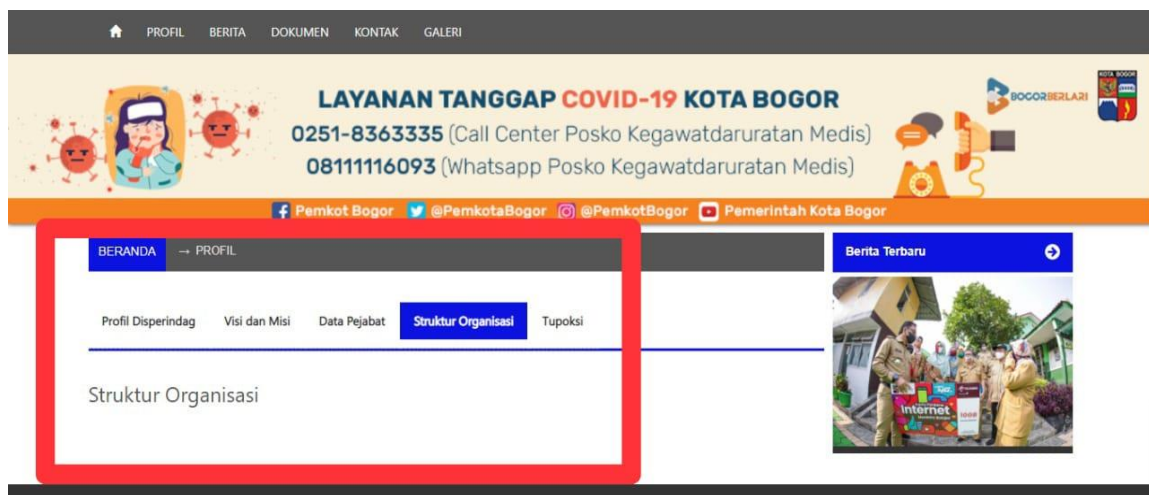 PROFIL BERITA DOKUMEN KONTAK GALERI
LAYANAN TANGGAP COVID-19 KOTA BOGOR
0251-8363335 (Call Center Posko Kegawatdaruratan Medis)
08111116093 (Whatsapp Posko Kegawatdaruratan Medis)
BOGORBERLARI
KOTA BOGOR
Pemkot Bogor @PemkotaBogor @PemkotBogor Pemerintah Kota Bogor
BERANDA → PROFIL
Profil Disperindag Visi dan Misi Data Pejabat Struktur Organisasi Tupoksi
Struktur Organisasi
Berita Terbaru
Internet